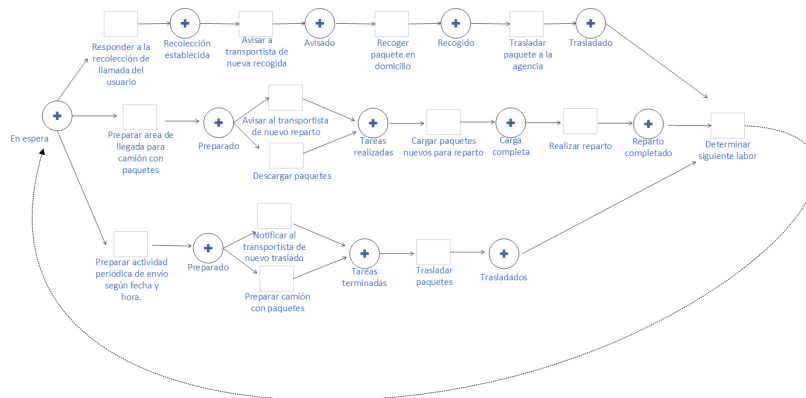 Responder a la
recolección de
llamada del
usuario
Recolección
establecida
Avisar a
transportista de
nueva recogida
Avisado
Recoger
paquete en
domicilio
Recogido
Trasladar
paquete a la
agencia
Trasladado
En espera
Preparar area de
llegada para
camión con
paquetes
Preparado
Avisar al transportista
de nuevo reparto
Descargar paquetes
Tareas
realizadas
Cargar paquetes
nuevos para reparto
Carga
completa
Realizar reparto
Reparto
completado
Determinar
siguiente labor
Preparar actividad
periódica de envío
según fecha y
hora.
Preparado
Notificar al
transportista de
nuevo traslado
Preparar camión
con paquetes
Tareas
terminadas
Trasladar
paquetes
Trasladados